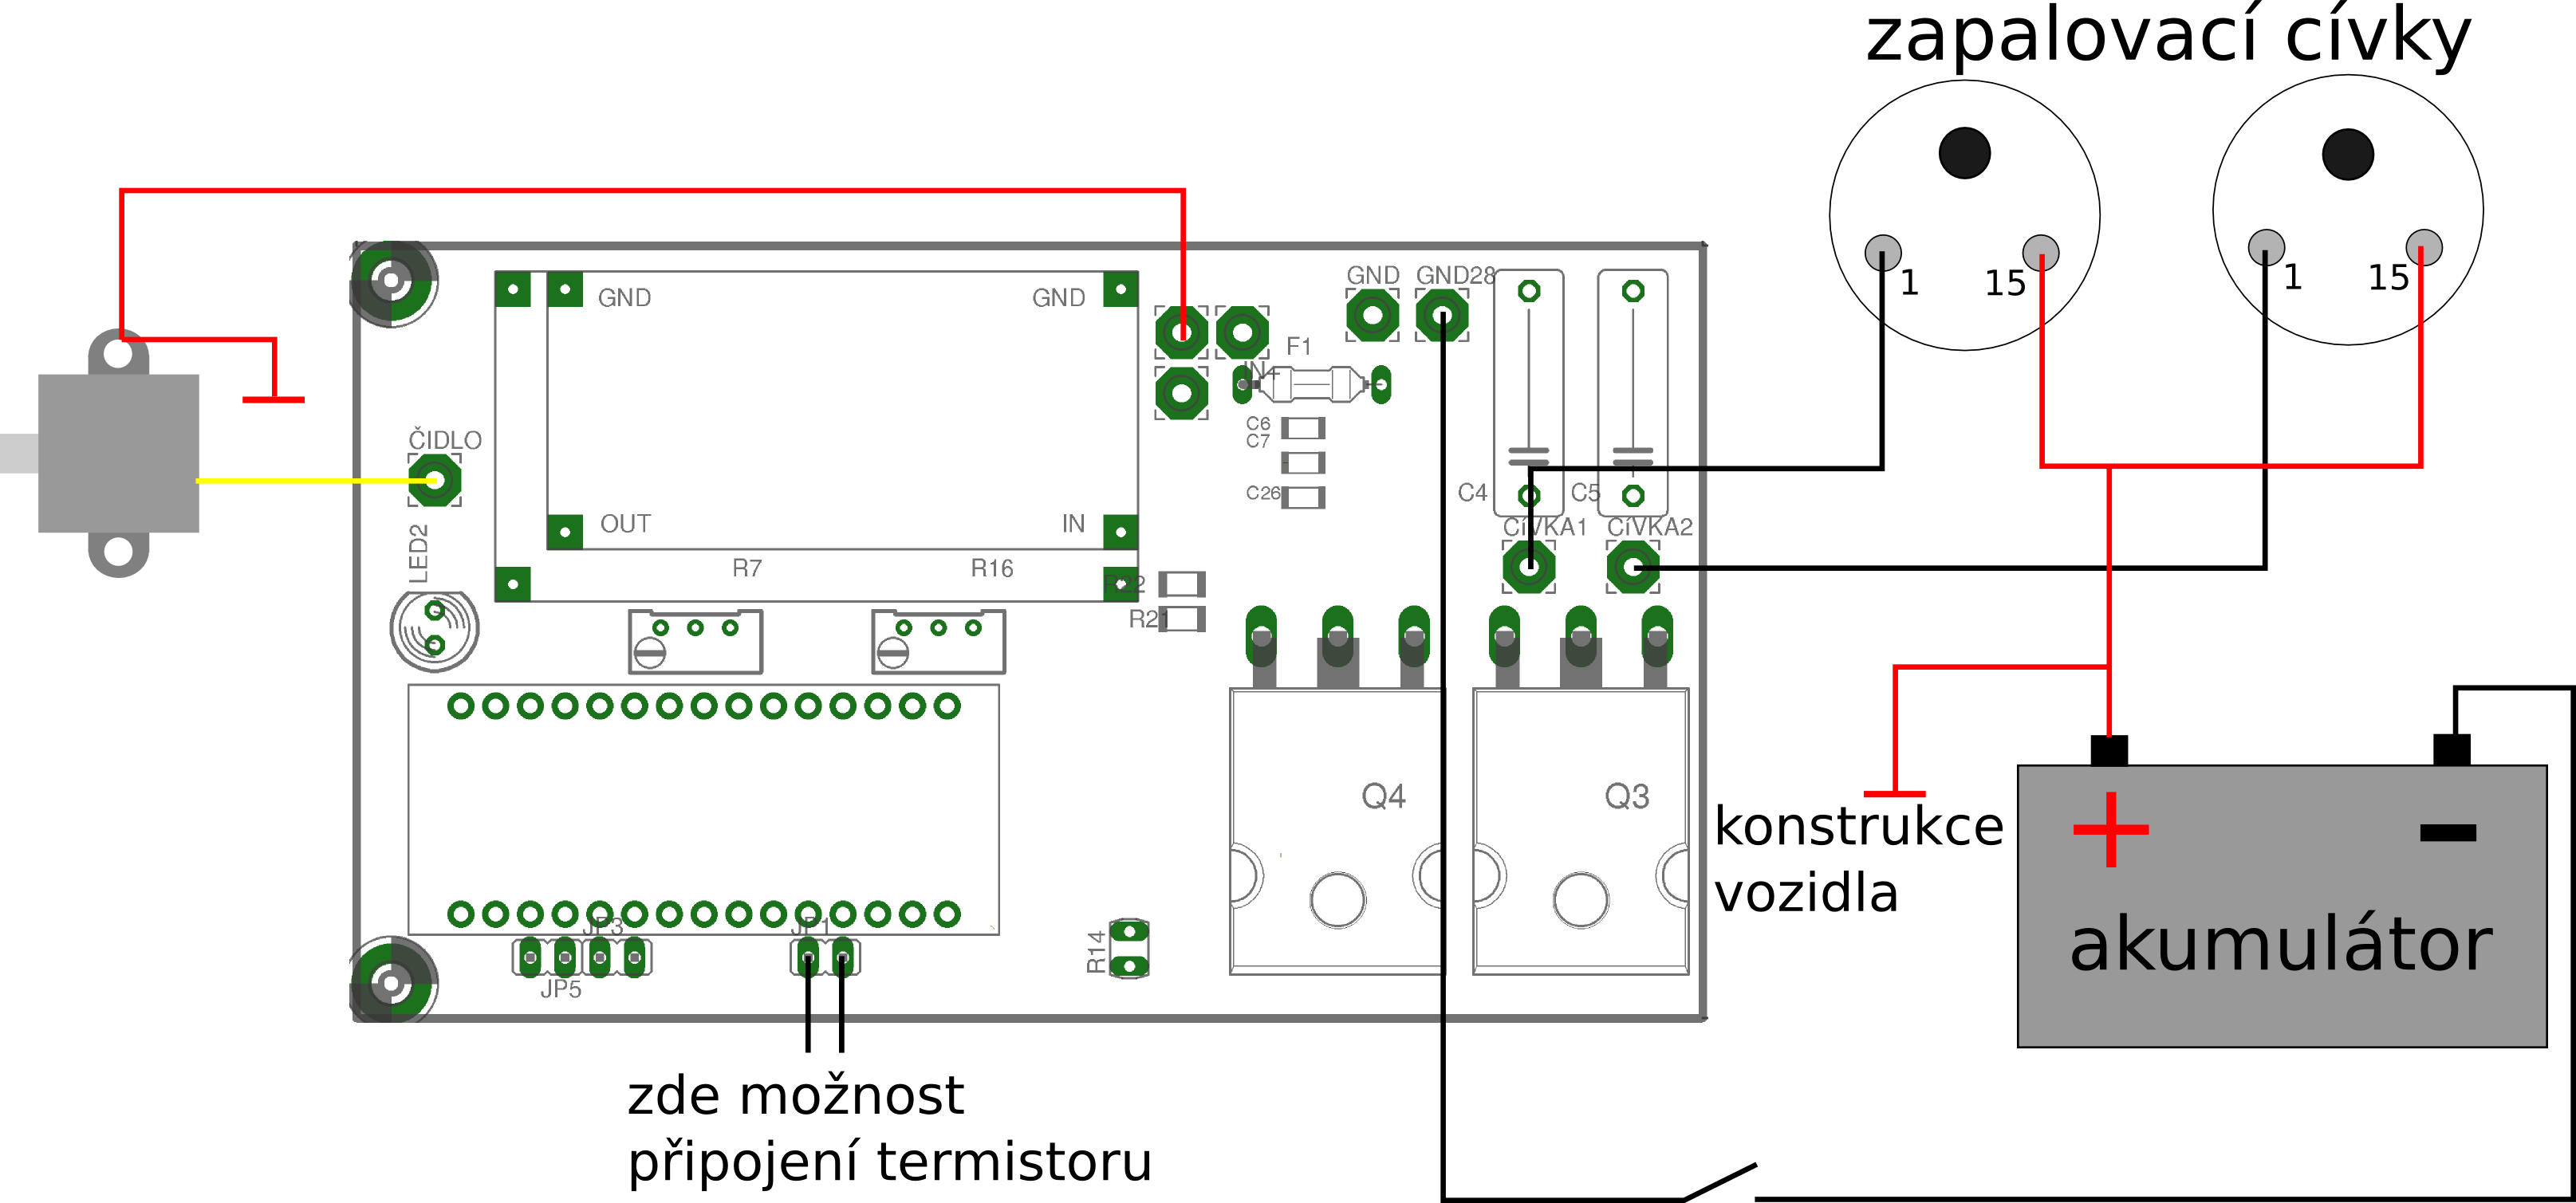 zapalovací cívky
1
15
1
15
GND
GND
GND
GND28
F1
IN+
ČIDLO
C6
C7
C26
C4
C5
OUT
IN
CíVKA1
CíVKA2
LED2
R7
R16
R22
R21
Q4
Q3
konstrukce
vozidla
+
-
akumulátor
JP3
JP1
JP5
R14
zde možnost
připojení termistoru